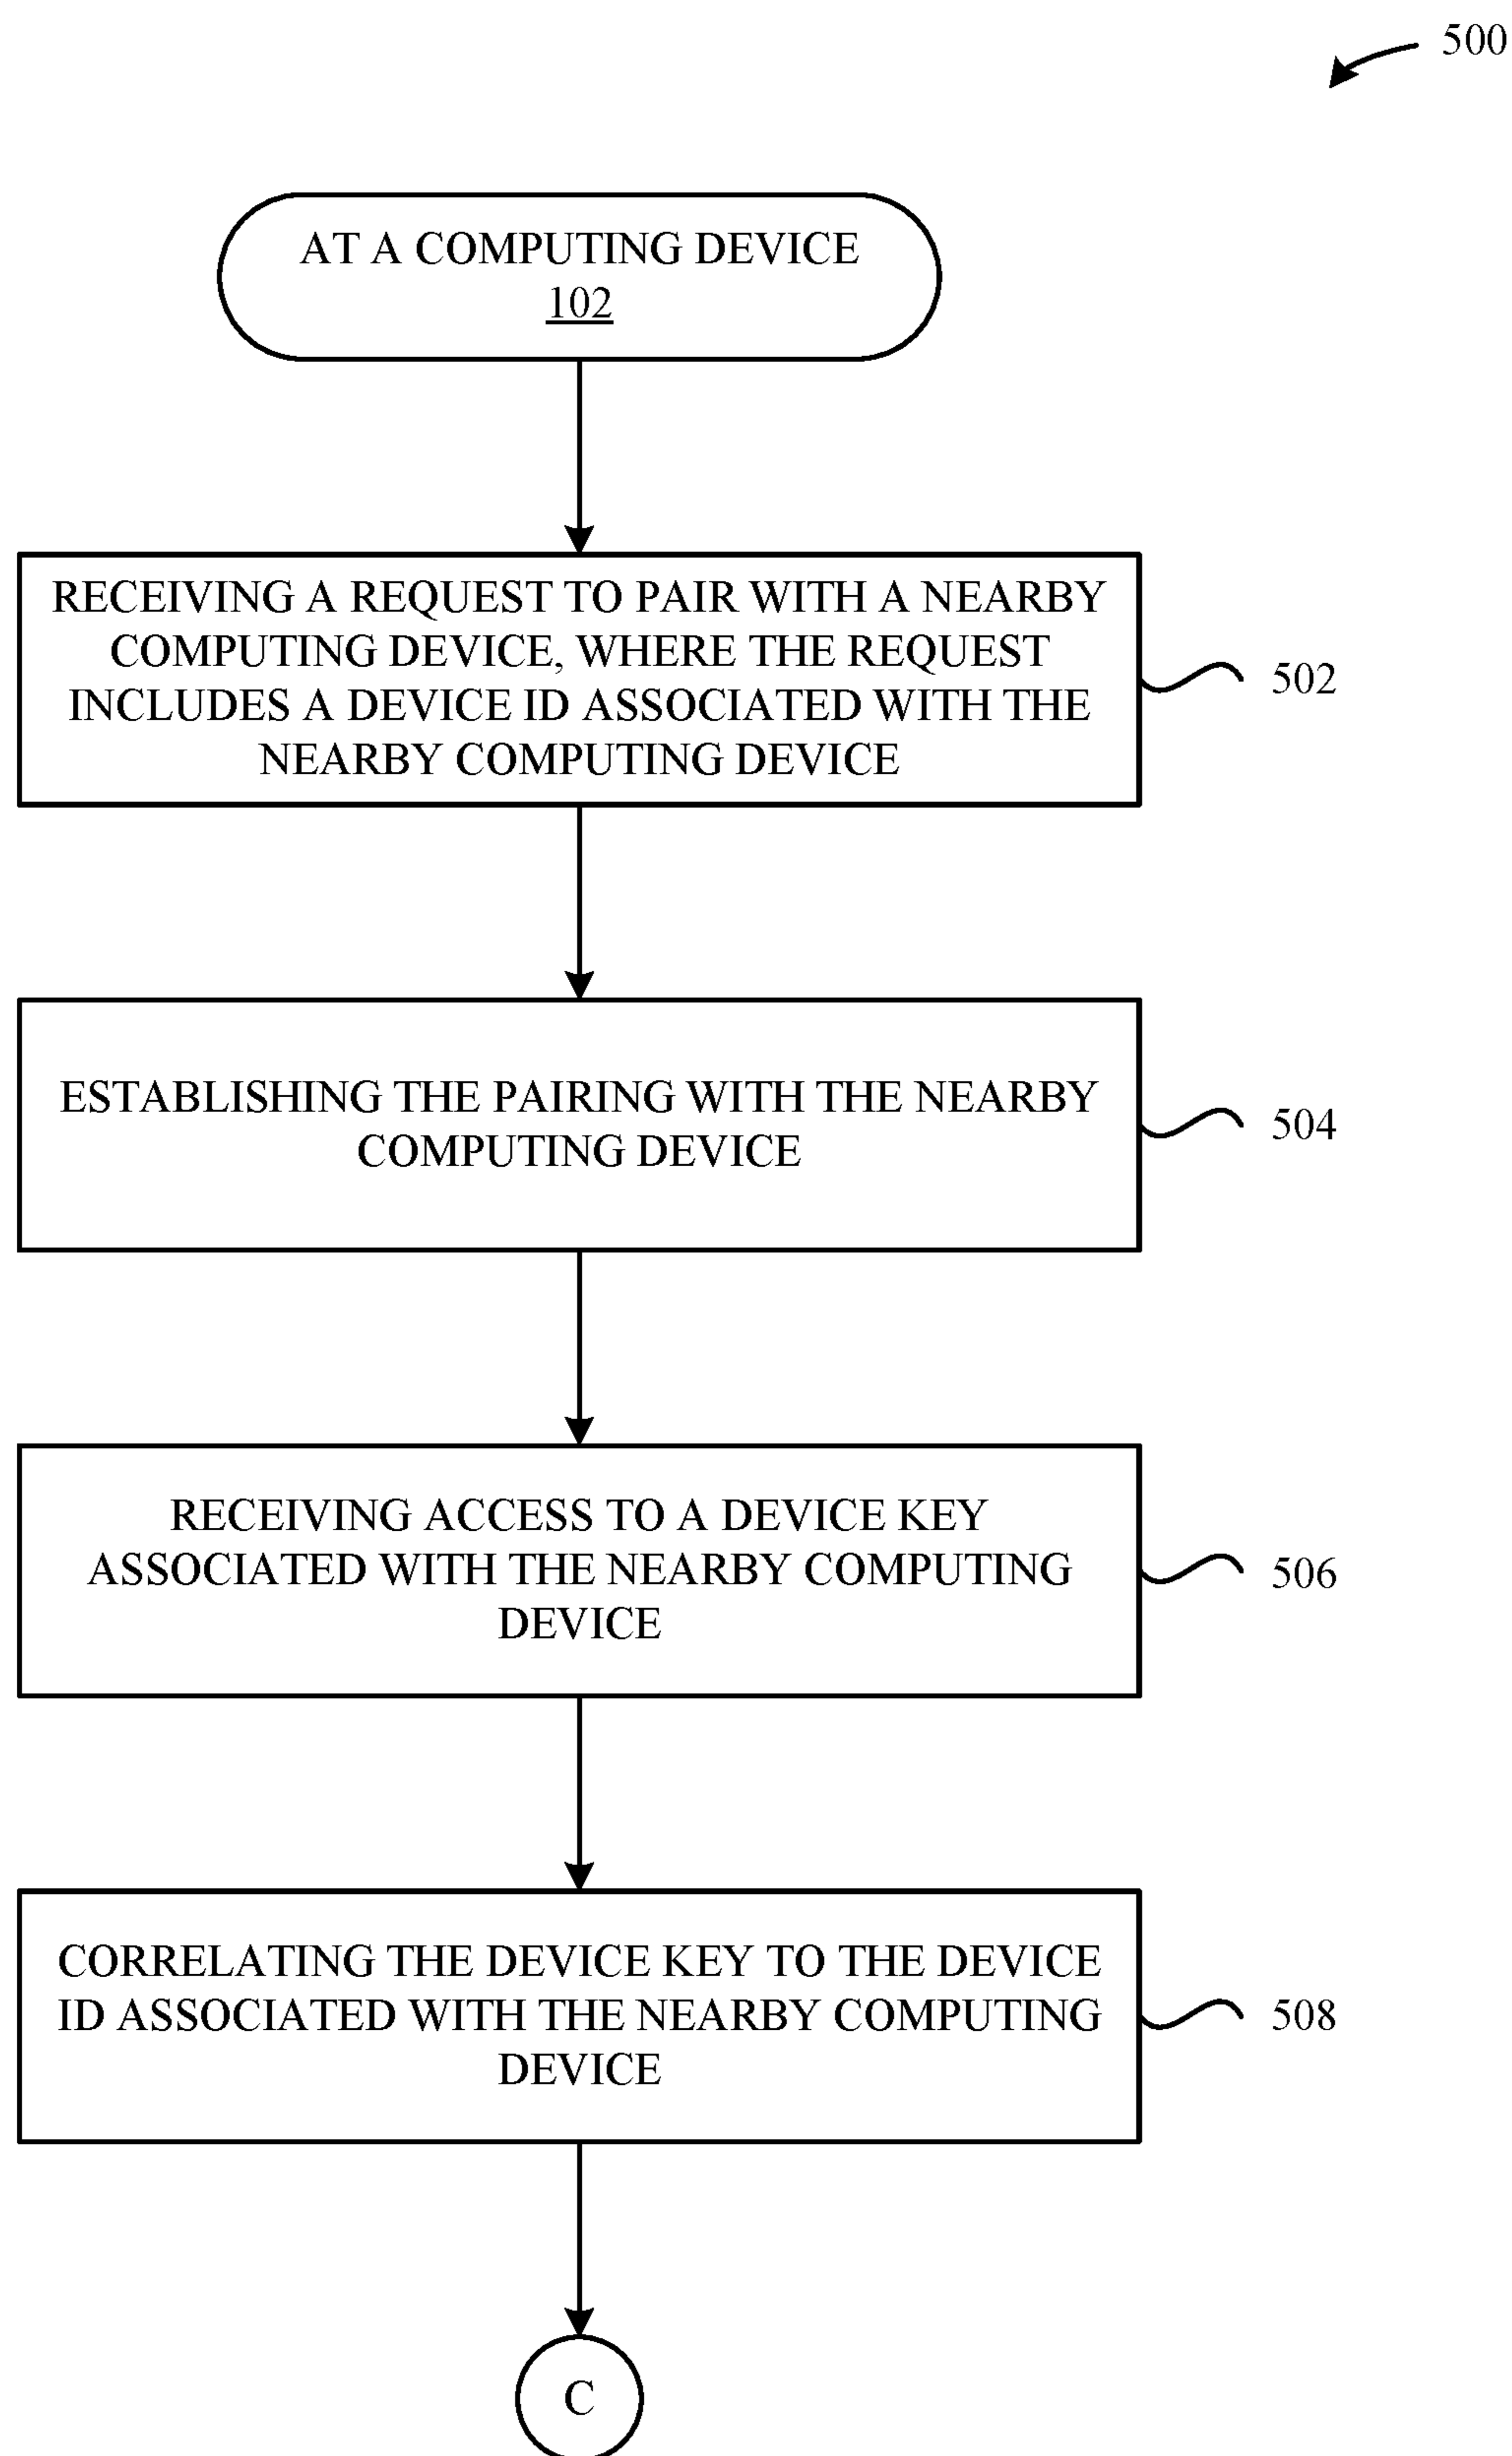 500
AT A COMPUTING DEVICE
102
RECEIVING A REQUEST TO PAIR WITH A NEARBY
COMPUTING DEVICE, WHERE THE REQUEST
INCLUDES A DEVICE ID ASSOCIATED WITH THE
NEARBY COMPUTING DEVICE
502
ESTABLISHING THE PAIRING WITH THE NEARBY
COMPUTING DEVICE
504
RECEIVING ACCESS TO A DEVICE KEY
ASSOCIATED WITH THE NEARBY COMPUTING
DEVICE
506
CORRELATING THE DEVICE KEY TO THE DEVICE
ID ASSOCIATED WITH THE NEARBY COMPUTING
DEVICE
508
C